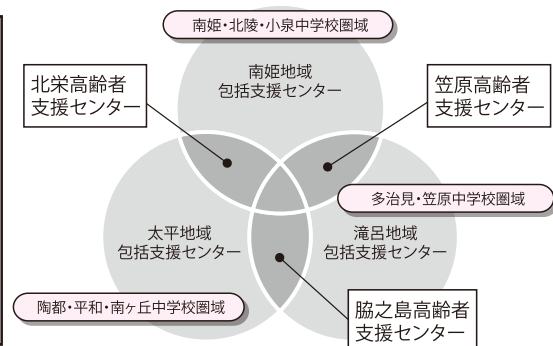 南姫・北陵・小泉中学校圏域
南姫地域
包括支援センター
北栄高齢者
支援センター
笠原高齢者
支援センター
多治見・笠原中学校圏域
太平地域
包括支援センター
滝呂地域
包括支援センター
陶都・平和・南ヶ丘中学校圏域
脇之島高齢者
支援センター